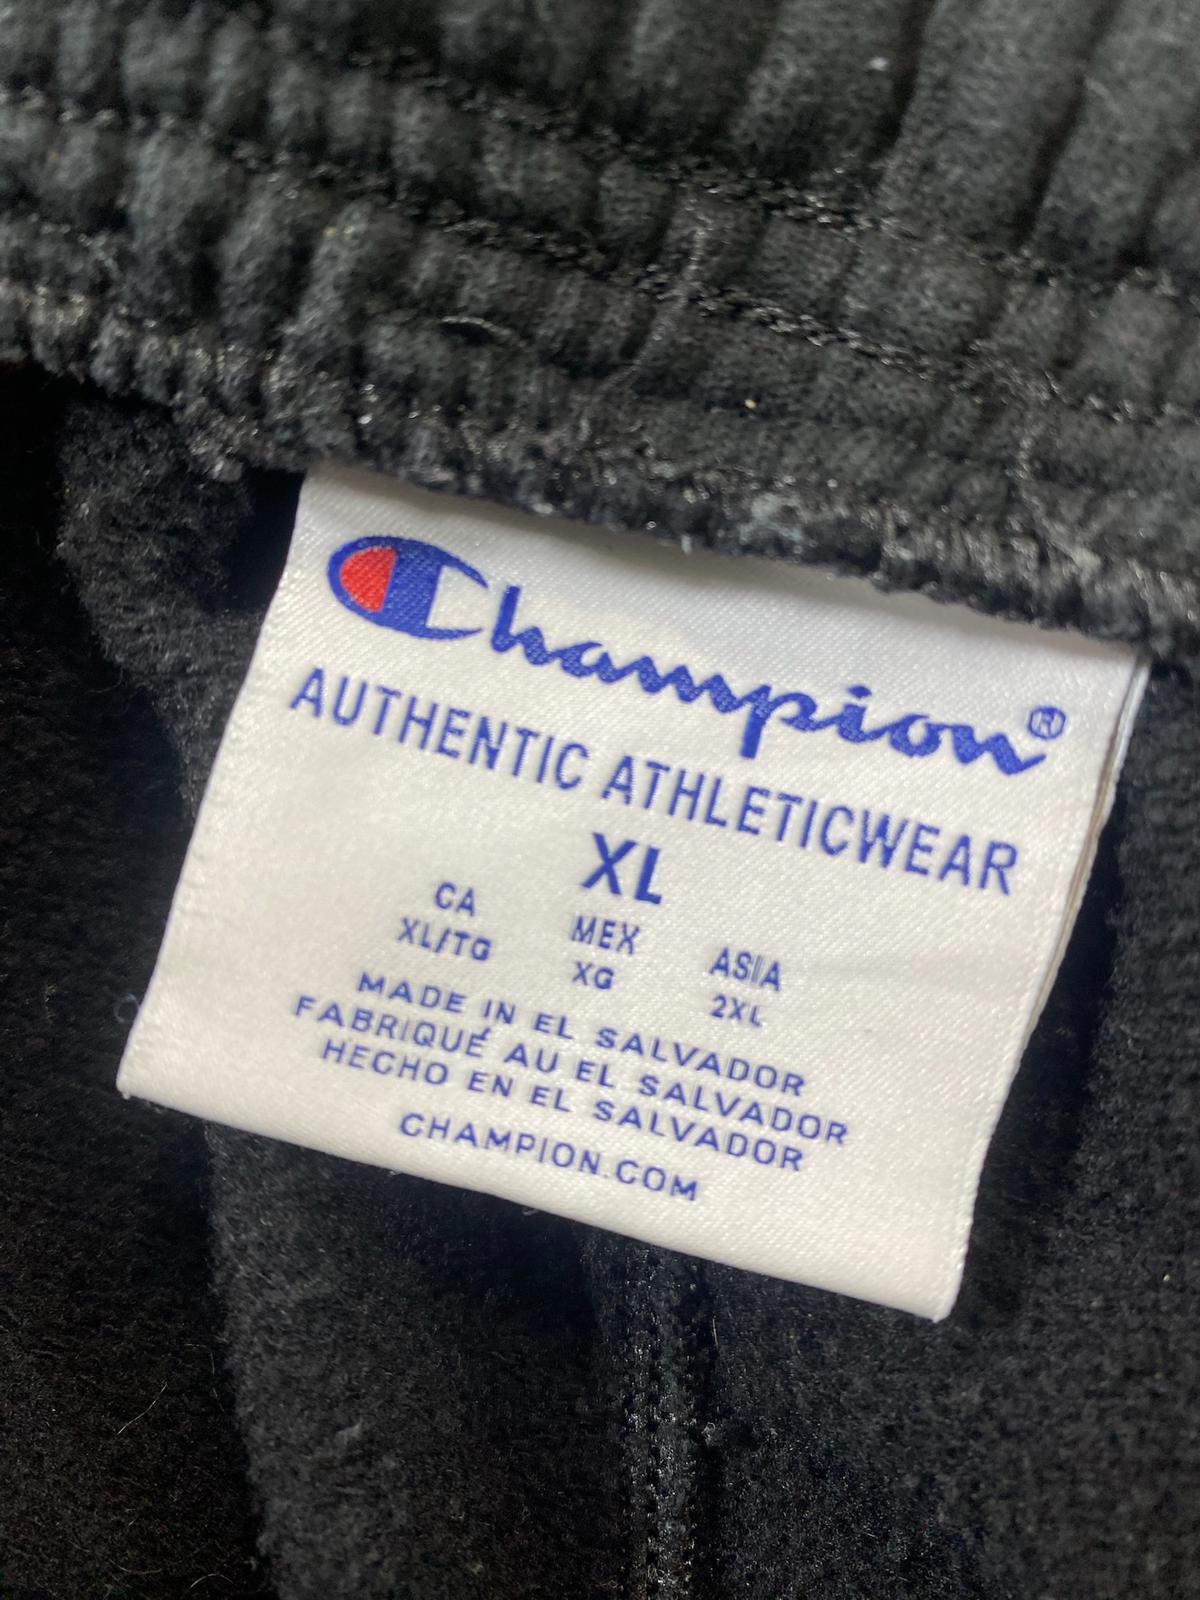 Champion®
AUTHENTIC ATHLETICWEAR
XL
CA MEX ASIA
XL/TG XG 2XL
MADE IN EL SALVADOR
FABRIQUÉ AU EL SALVADOR
HECHO EN EL SALVADOR
CHAMPION.COM